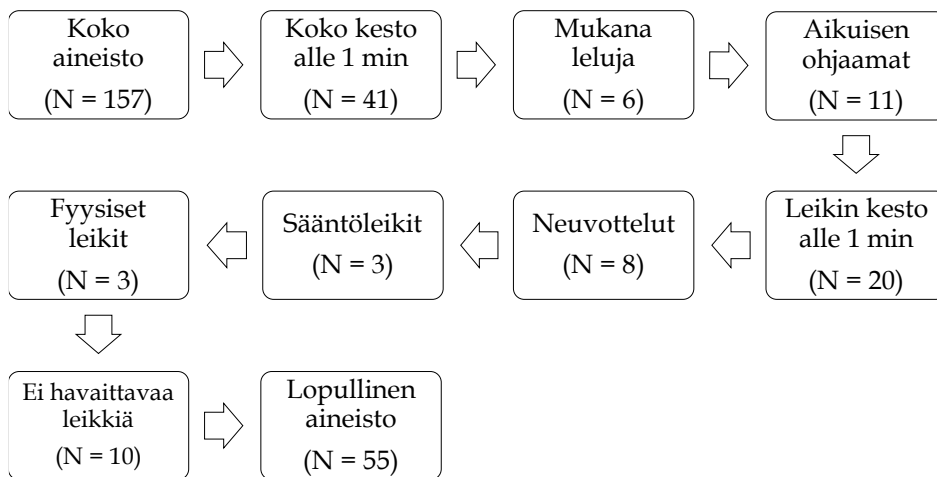 Koko
aineisto
(N = 157)
Koko kesto
alle 1 min
(N = 41)
Mukana
leluja
(N = 6)
Aikuisen
ohjaamat
(N = 11)
Leikin kesto
alle 1 min
(N = 20)
Neuvottelut
(N = 8)
Sääntöleikit
(N = 3)
Fyysiset
leikit
(N = 3)
Ei havaittavaa
leikkiä
(N = 10)
Lopullinen
aineisto
(N = 55)